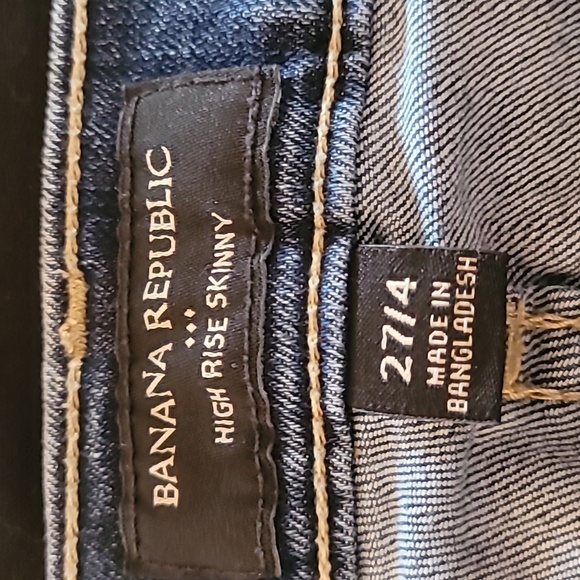 BANANA REPUBLIC
HIGH RISE SKINNY
27/4
MADE IN
BANGLADESH